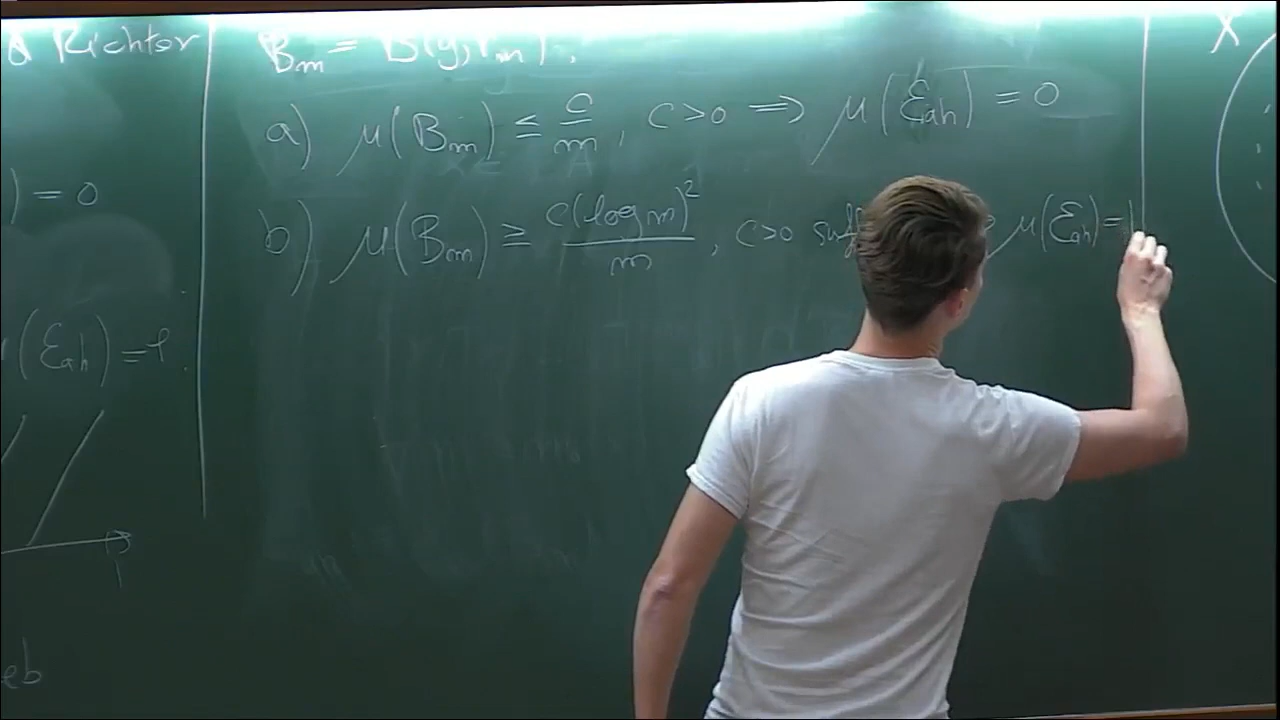 & Richter
) = 0
μ(ℰ_ah) = 1
eb
B_m = B(y, r_m).
a) μ(B_m) ≤ c/m, c>0 ⟹ μ(ℰ_ah) = 0
b) μ(B_m) ≥ c(log m)²/m, c>0 suff μ(ℰ_ah) = 1
X